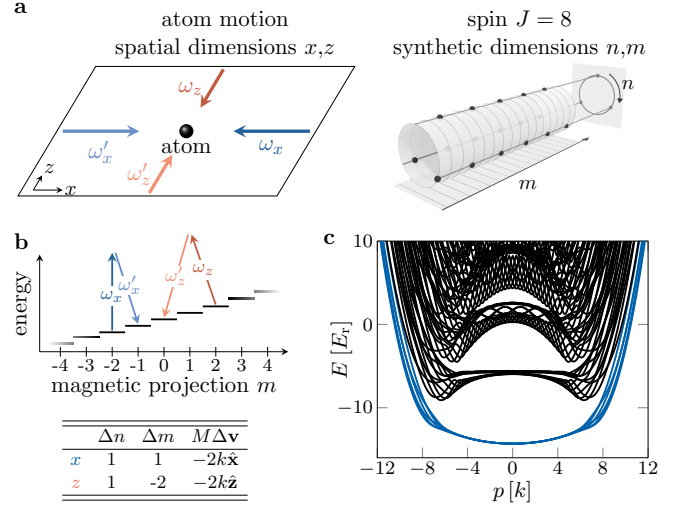 a
atom motion
spatial dimensions x,z
ω_z
ω'_x
atom
ω_x
ω'_z
z
x
spin J = 8
synthetic dimensions n,m
n
m
b
energy
ω_x
ω'_x
ω'_z
ω_z
-4 -3 -2 -1 0 1 2 3 4
magnetic projection m
Δn Δm MΔv
x 1 1 −2kx̂
z 1 -2 −2kẑ
c
E [E_r]
10
0
−10
−12 −8 −4 0 4 8 12
p [k]